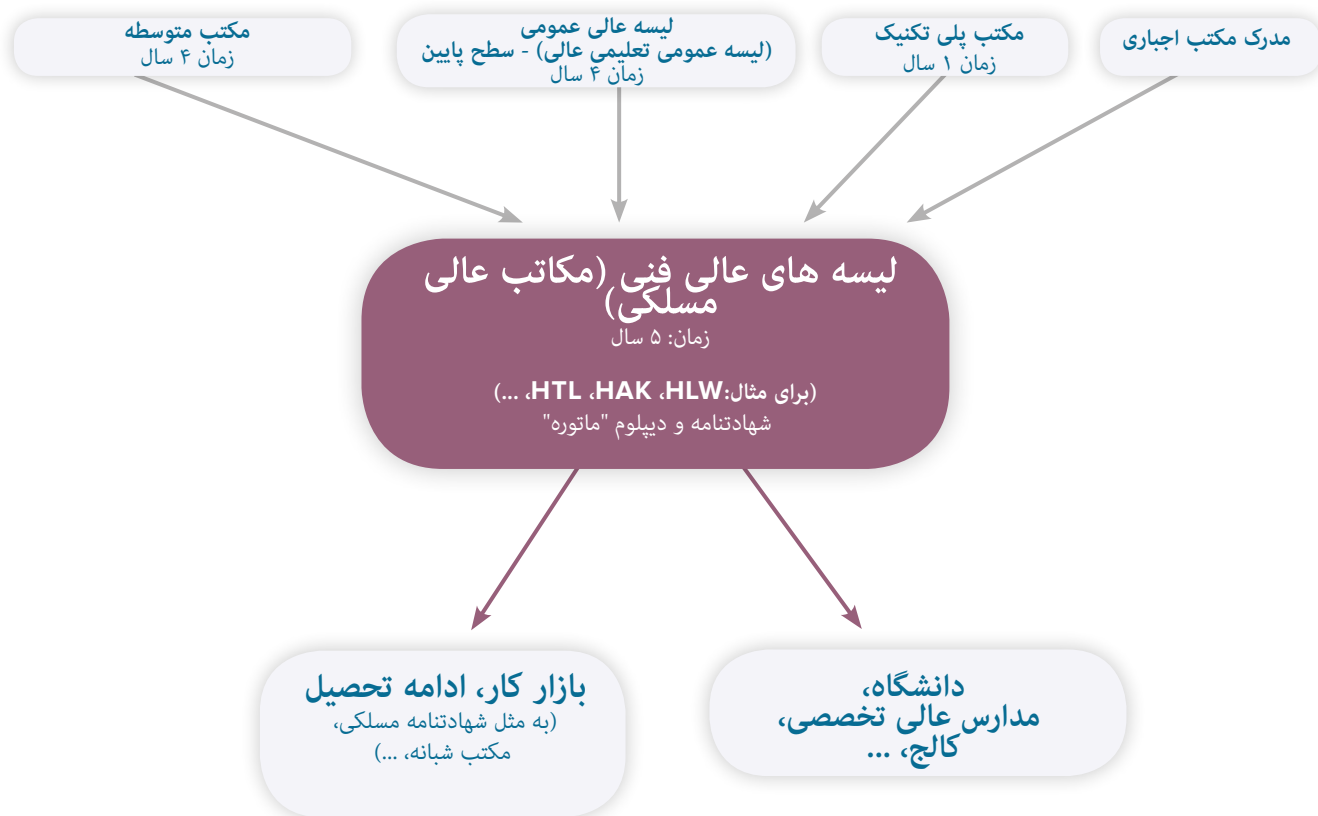 مدرک مکتب اجباری
مکتب پلی تکنیک
زمان ۱ سال
لیسه عالی عمومی
(لیسه عمومی تعلیمی عالی) - سطح پایین
زمان ۴ سال
مکتب متوسطه
زمان ۴ سال
لیسه های عالی فنی (مکاتب عالی
مسلکی)
زمان: ۵ سال
(برای مثال:HTL ،HAK ،HLW، ...)
شهادتنامه و دیپلوم "ماتوره"
دانشگاه،
مدارس عالی تخصصی،
کالج، ...
بازار کار، ادامه تحصیل
(به مثل شهادتنامه مسلکی،
مکتب شبانه، ...)